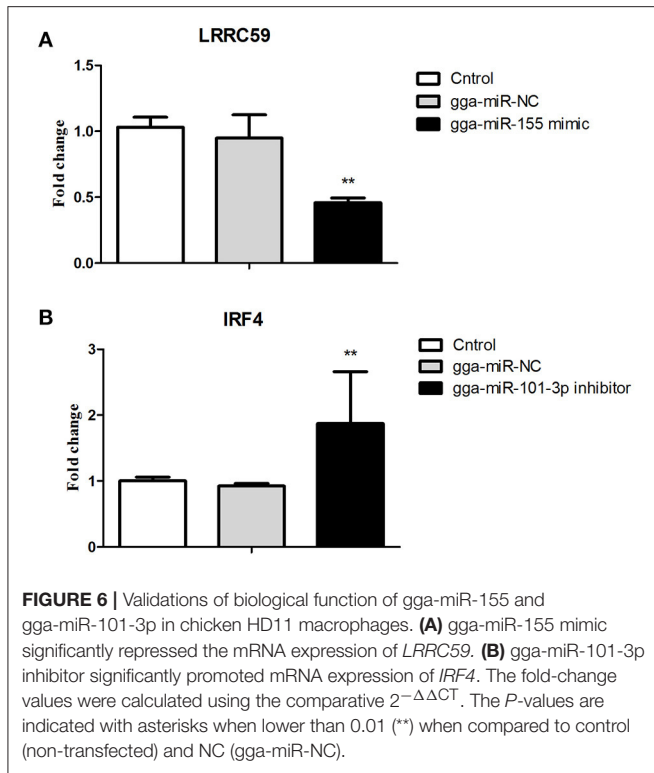 A
LRRC59
Cntrol
gga-miR-NC
gga-miR-155 mimic
Fold change
1.5
1.0
0.5
0.0
**
B
IRF4
Cntrol
gga-miR-NC
gga-miR-101-3p inhibitor
Fold change
3
2
1
0
**
FIGURE 6 | Validations of biological function of gga-miR-155 and
gga-miR-101-3p in chicken HD11 macrophages. (A) gga-miR-155 mimic
significantly repressed the mRNA expression of LRRC59. (B) gga-miR-101-3p
inhibitor significantly promoted mRNA expression of IRF4. The fold-change
values were calculated using the comparative 2−ΔΔCT. The P-values are
indicated with asterisks when lower than 0.01 (**) when compared to control
(non-transfected) and NC (gga-miR-NC).